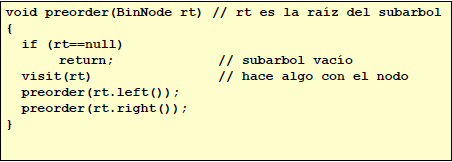 void preorder(BinNode rt) // rt es la raíz del subarbol
{
if (rt==null)
return; // subarbol vacío
visit(rt) // hace algo con el nodo
preorder(rt.left());
preorder(rt.right());
}